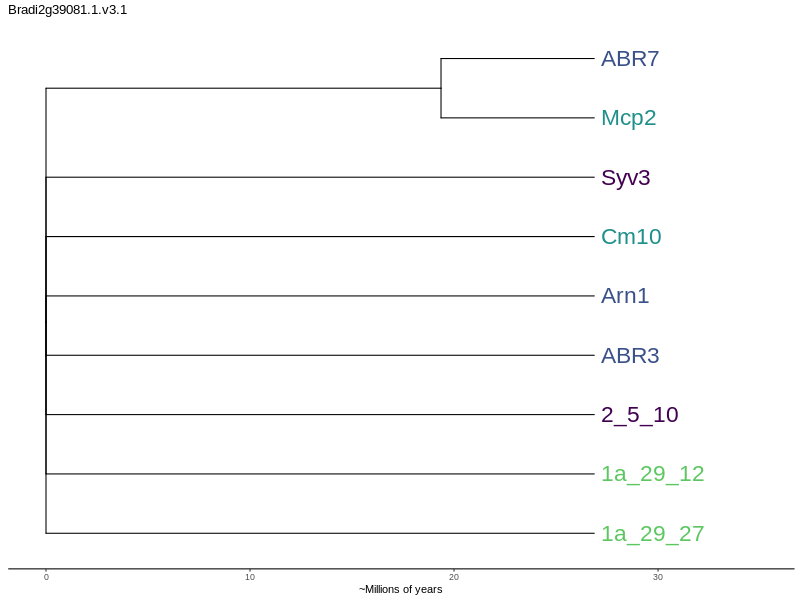 Bradi2g39081.1.v3.1
ABR7
Mcp2
Syv3
Cm10
Arn1
ABR3
2_5_10
1a_29_12
1a_29_27
0 10 20 30
~Millions of years